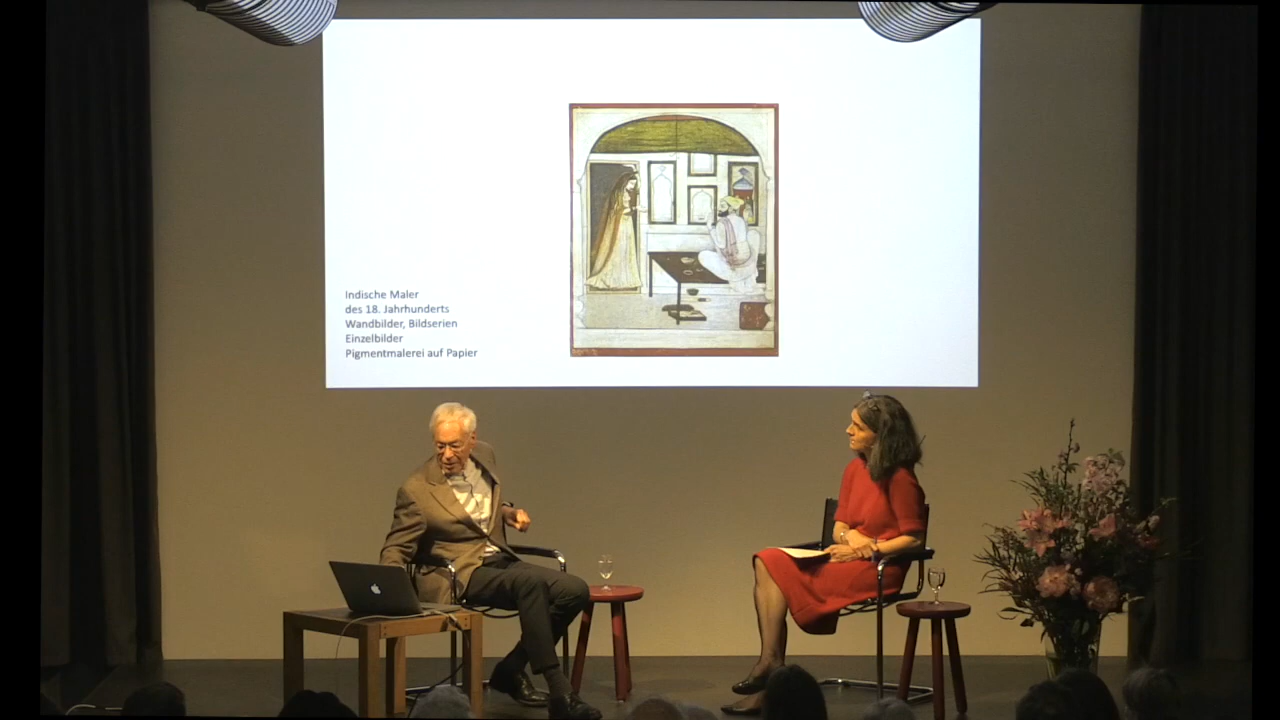 Indische Maler
des 18. Jahrhunderts
Wandbilder, Bildserien
Einzelbilder
Pigmentmalerei auf Papier